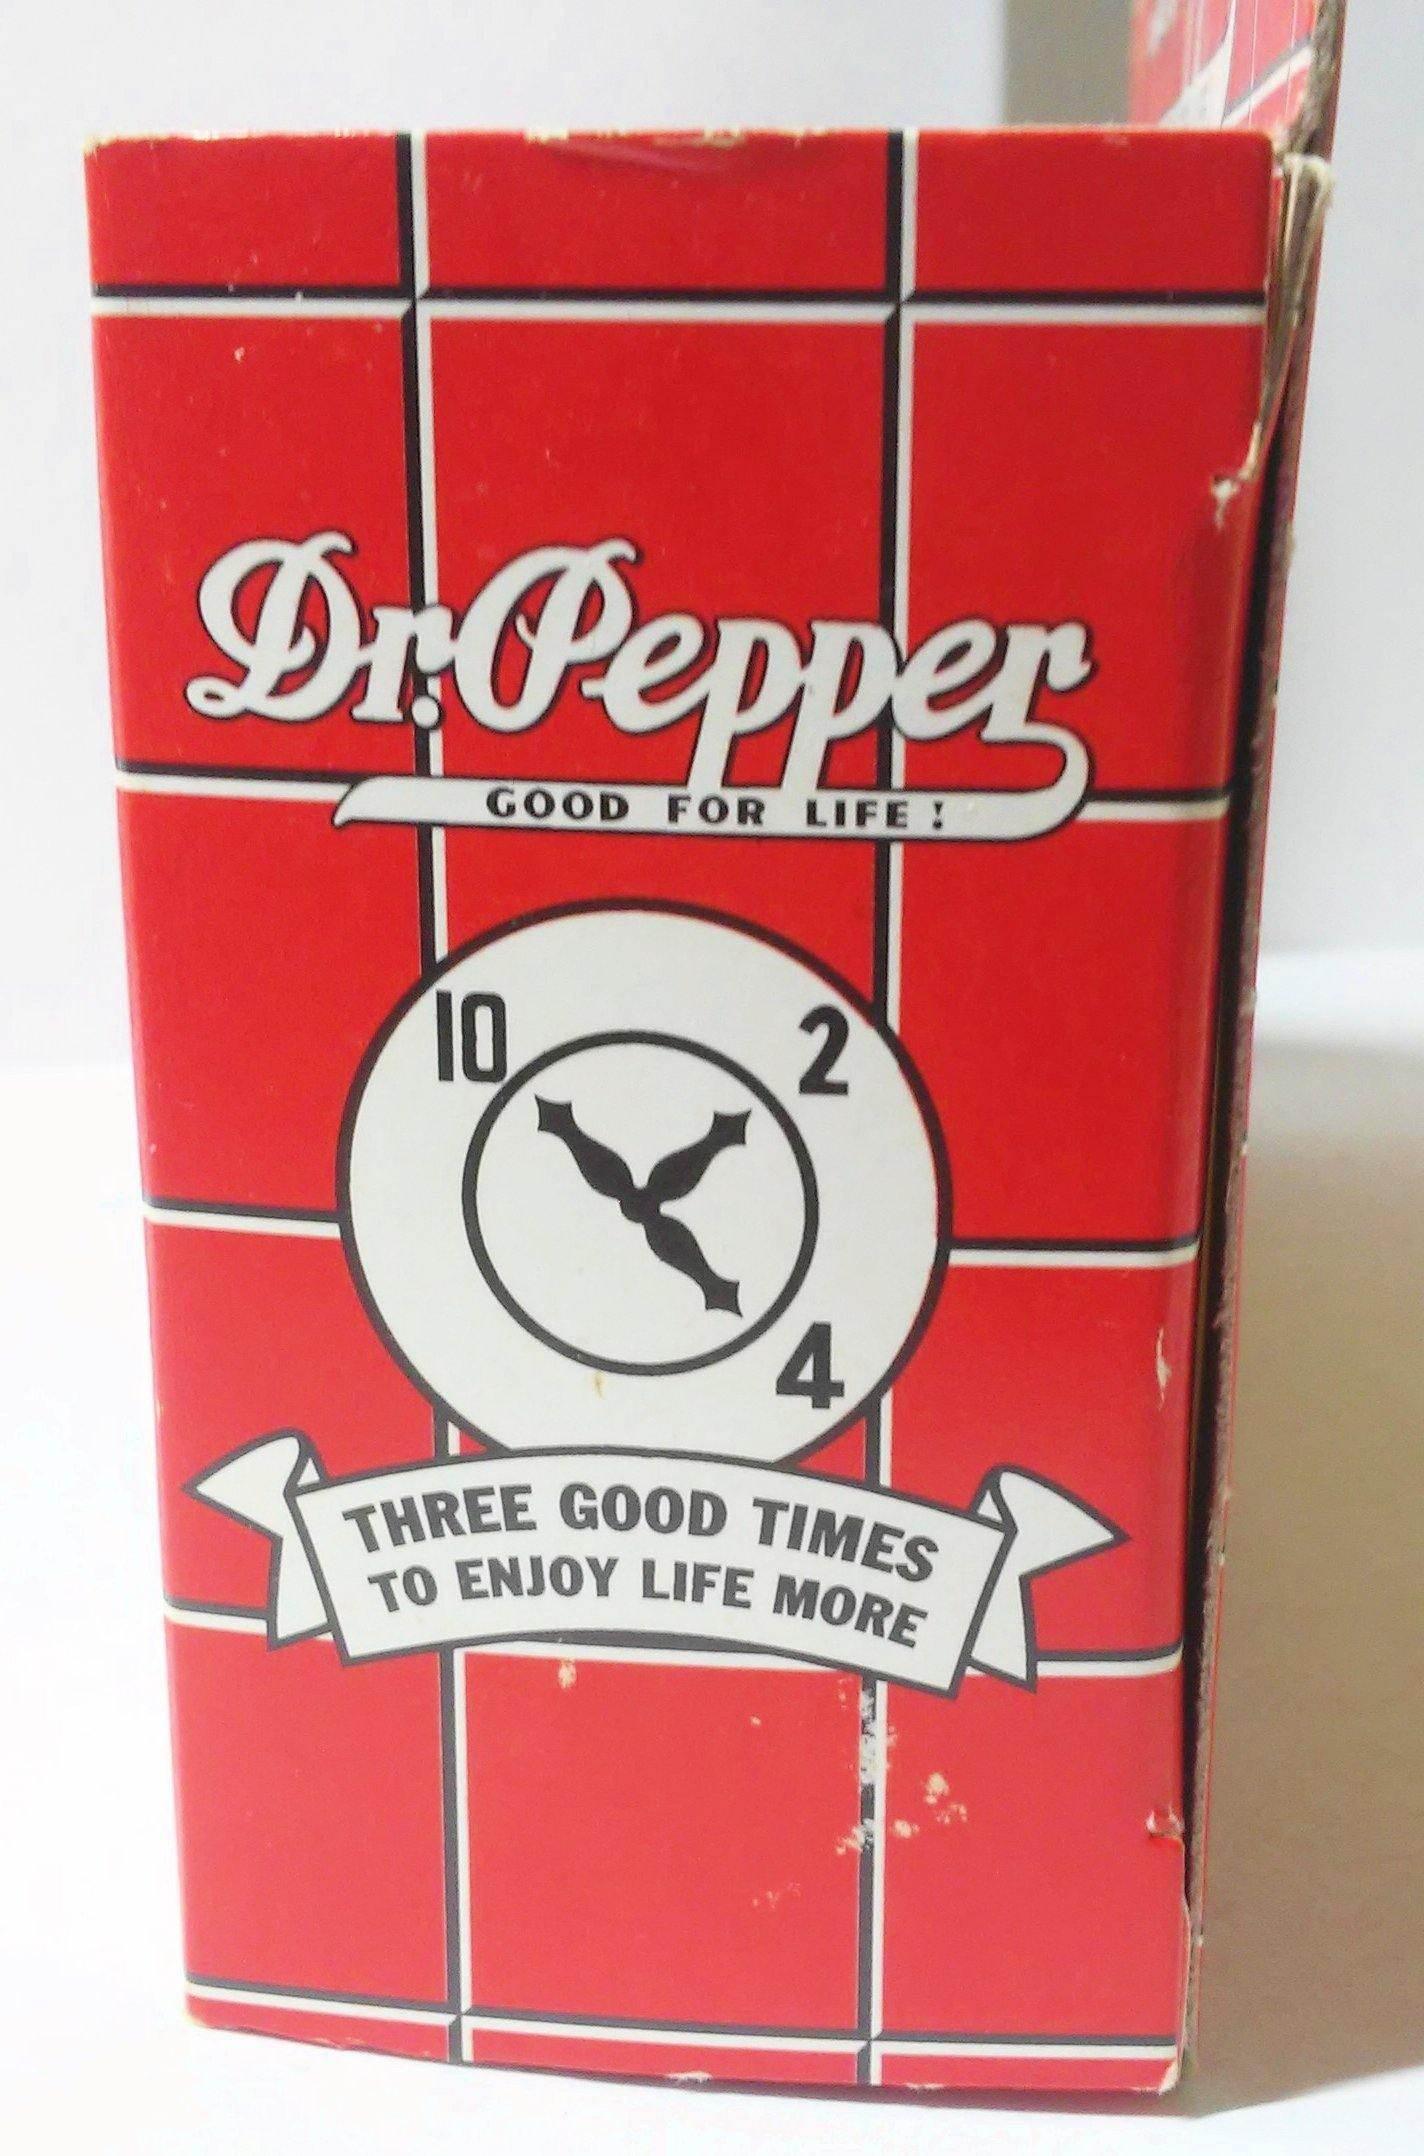 Dr. Pepper
GOOD FOR LIFE!
10 2
4
THREE GOOD TIMES
TO ENJOY LIFE MORE